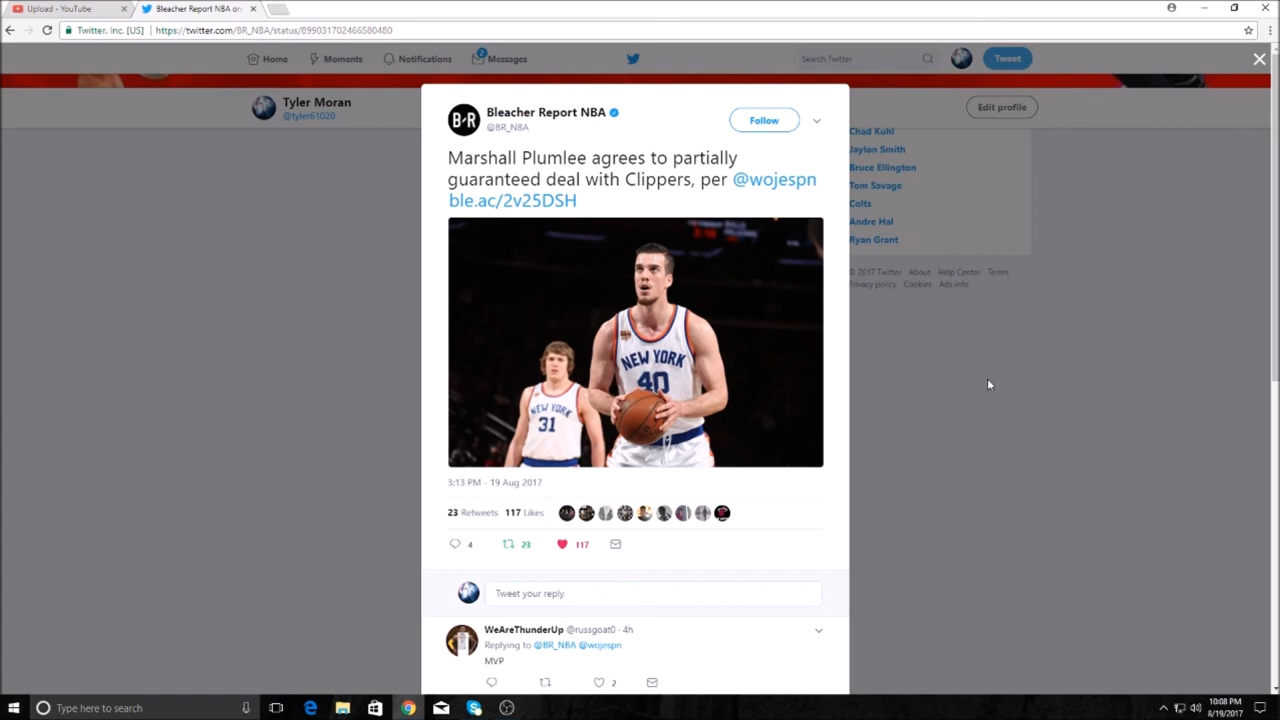 Upload - YouTube
Bleacher Report NBA on
Twitter, Inc. [US]
https://twitter.com/BR_NBA/status/899031702466580480
Home
Moments
Notifications
2
Messages
Search Twitter
Tweet
Tyler Moran
@tyler61020
Edit profile
Chad Kuhl
Jaylon Smith
Bruce Ellington
Tom Savage
Colts
Andre Hal
Ryan Grant
© 2017 Twitter About Help Center Terms
Privacy policy Cookies Ads info
B/R
Bleacher Report NBA
@BR_NBA
Follow
Marshall Plumlee agrees to partially
guaranteed deal with Clippers, per @wojespn
ble.ac/2v25DSH
NEW YORK
40
NEW YORK
31
3:13 PM - 19 Aug 2017
23 Retweets 117 Likes
4 23 117
Tweet your reply
WeAreThunderUp @russgoat0 · 4h
Replying to @BR_NBA @wojespn
MVP
2
Type here to search
10:08 PM
8/19/2017